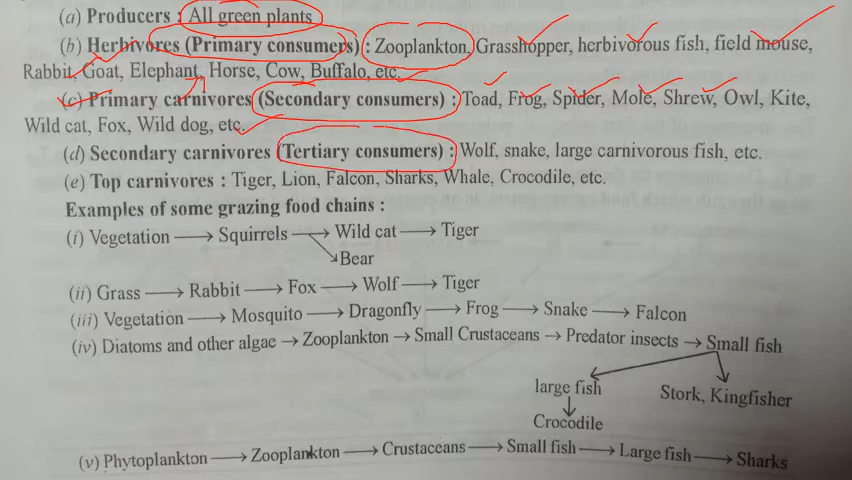 (a) Producers : All green plants
(b) Herbivores (Primary consumers) : Zooplankton, Grasshopper, herbivorous fish, field mouse,
Rabbit, Goat, Elephant, Horse, Cow, Buffalo, etc.
(c) Primary carnivores (Secondary consumers) : Toad, Frog, Spider, Mole, Shrew, Owl, Kite,
Wild cat, Fox, Wild dog, etc.
(d) Secondary carnivores (Tertiary consumers) : Wolf, snake, large carnivorous fish, etc.
(e) Top carnivores : Tiger, Lion, Falcon, Sharks, Whale, Crocodile, etc.
Examples of some grazing food chains :
(i) Vegetation → Squirrels → Wild cat → Tiger
Bear
(ii) Grass → Rabbit → Fox → Wolf → Tiger
(iii) Vegetation → Mosquito → Dragonfly → Frog → Snake → Falcon
(iv) Diatoms and other algae → Zooplankton → Small Crustaceans → Predator insects → Small fish
large fish Stork, Kingfisher
Crocodile
(v) Phytoplankton → Zooplankton → Crustaceans → Small fish → Large fish → Sharks